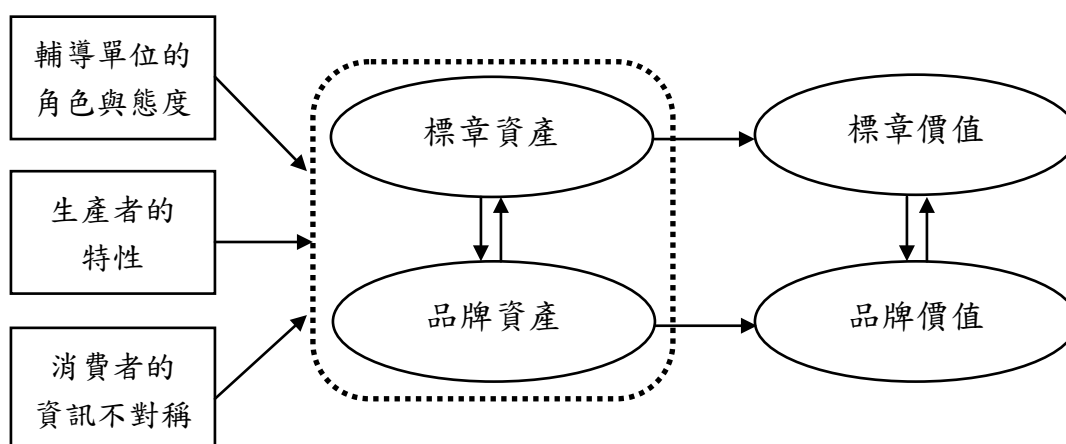 輔導單位的
角色與態度
標章資產
標章價值
生產者的
特性
品牌資產
品牌價值
消費者的
資訊不對稱